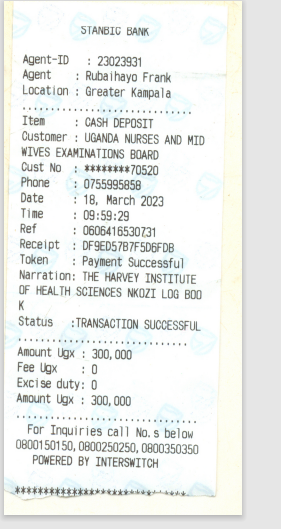 STANBIC BANK
Agent-ID : 23023931
Agent : Rubaihayo Frank
Location : Greater Kampala
..............................
Item : CASH DEPOSIT
Customer : UGANDA NURSES AND MID
WIVES EXAMINATIONS BOARD
Cust No : ********70520
Phone : 0755995858
Date : 18, March 2023
Time : 09:59:29
Ref : 0606416530731
Receipt : DF9ED57B7F5D6FDB
Token : Payment Successful
Narration: THE HARVEY INSTITUTE
OF HEALTH SCIENCES NKOZI LOG BOO
K
Status :TRANSACTION SUCCESSFUL
..............................
Amount Ugx : 300,000
Fee Ugx : 0
Excise duty: 0
Amount Ugx : 300,000
..............................
For Inquiries call No.s below
0800150150,0800250250,0800350350
POWERED BY INTERSWITCH
******************************